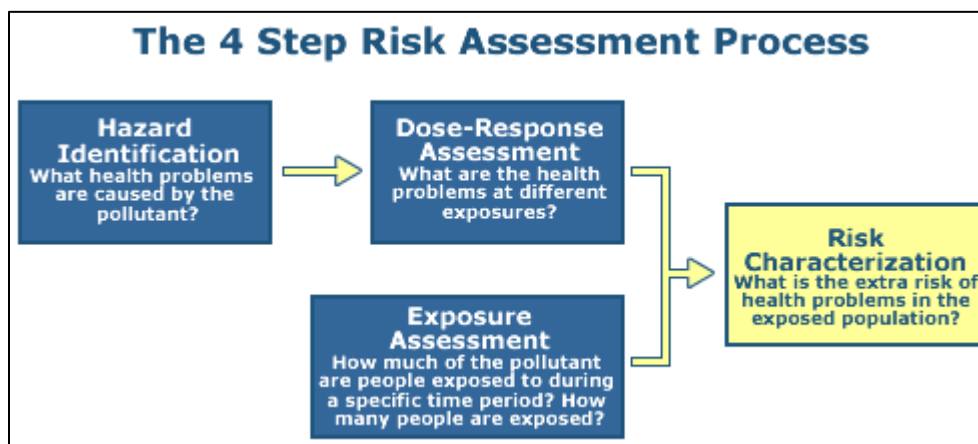 The 4 Step Risk Assessment Process
Hazard
Identification
What health problems
are caused by the
pollutant?
Dose-Response
Assessment
What are the health
problems at different
exposures?
Exposure
Assessment
How much of the pollutant
are people exposed to during
a specific time period? How
many people are exposed?
Risk
Characterization
What is the extra risk of
health problems in the
exposed population?